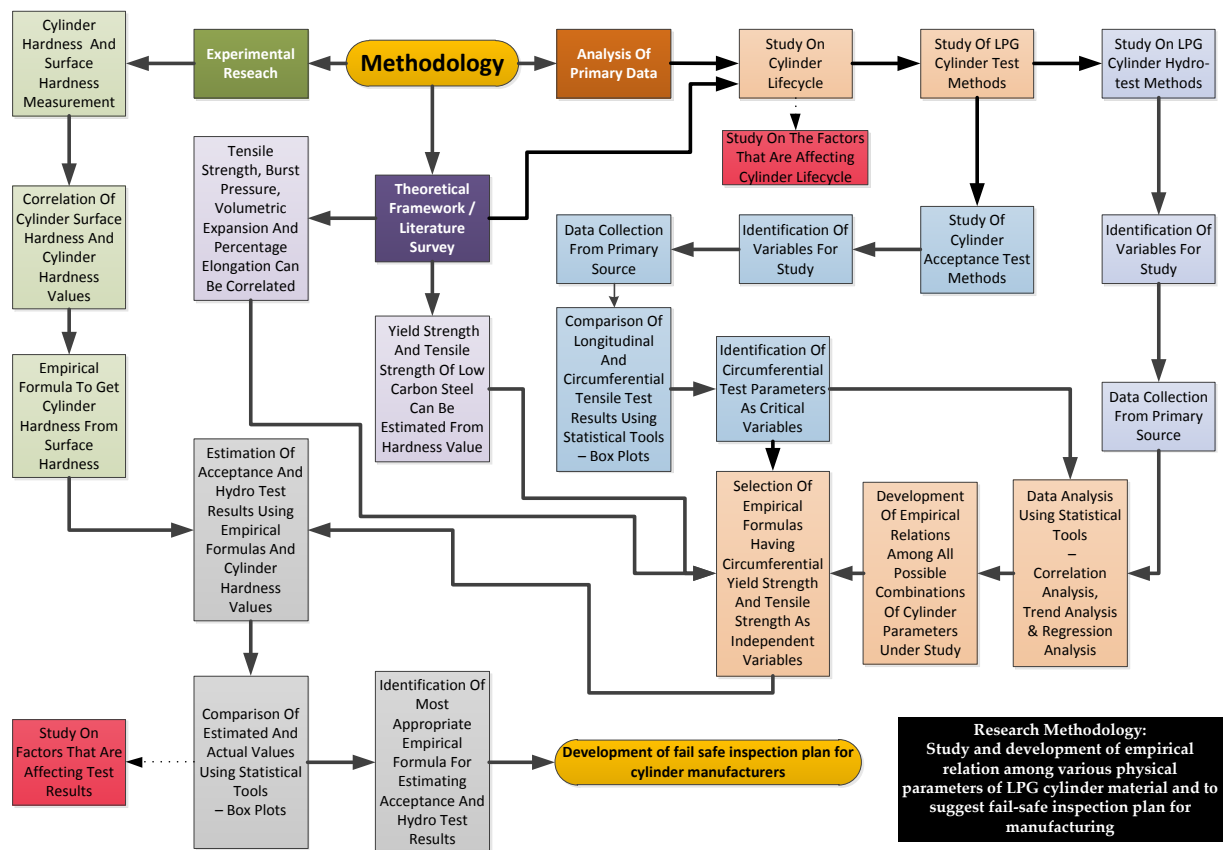 Cylinder
Hardness And
Surface
Hardness
Measurement
Experimental
Reseach
Methodology
Analysis Of
Primary Data
Study On
Cylinder
Lifecycle
Study Of LPG
Cylinder Test
Methods
Study On LPG
Cylinder Hydro-
test Methods
Study On The Factors
That Are Affecting
Cylinder Lifecycle
Tensile
Strength, Burst
Pressure,
Volumetric
Expansion And
Percentage
Elongation Can
Be Correlated
Theoretical
Framework /
Literature
Survey
Correlation Of
Cylinder Surface
Hardness And
Cylinder
Hardness
Values
Data Collection
From Primary
Source
Identification Of
Variables For
Study
Study Of
Cylinder
Acceptance Test
Methods
Identification Of
Variables For
Study
Yield Strength
And Tensile
Strength Of Low
Carbon Steel
Can Be
Estimated From
Hardness Value
Comparison Of
Longitudinal
And
Circumferential
Tensile Test
Results Using
Statistical Tools
– Box Plots
Identification Of
Circumferential
Test Parameters
As Critical
Variables
Data Collection
From Primary
Source
Empirical
Formula To Get
Cylinder
Hardness From
Surface
Hardness
Estimation Of
Acceptance And
Hydro Test
Results Using
Empirical
Formulas And
Cylinder
Hardness
Values
Selection Of
Empirical
Formulas
Having
Circumferential
Yield Strength
And Tensile
Strength As
Independent
Variables
Development
Of Empirical
Relations
Among All
Possible
Combinations
Of Cylinder
Parameters
Under Study
Data Analysis
Using Statistical
Tools
–
Correlation
Analysis,
Trend Analysis
& Regression
Analysis
Study On
Factors That Are
Affecting Test
Results
Comparison Of
Estimated And
Actual Values
Using Statistical
Tools
– Box Plots
Identification Of
Most
Appropriate
Empirical
Formula For
Estimating
Acceptance And
Hydro Test
Results
Development of fail safe inspection plan for
cylinder manufacturers
Research Methodology:
Study and development of empirical
relation among various physical
parameters of LPG cylinder material and to
suggest fail-safe inspection plan for
manufacturing